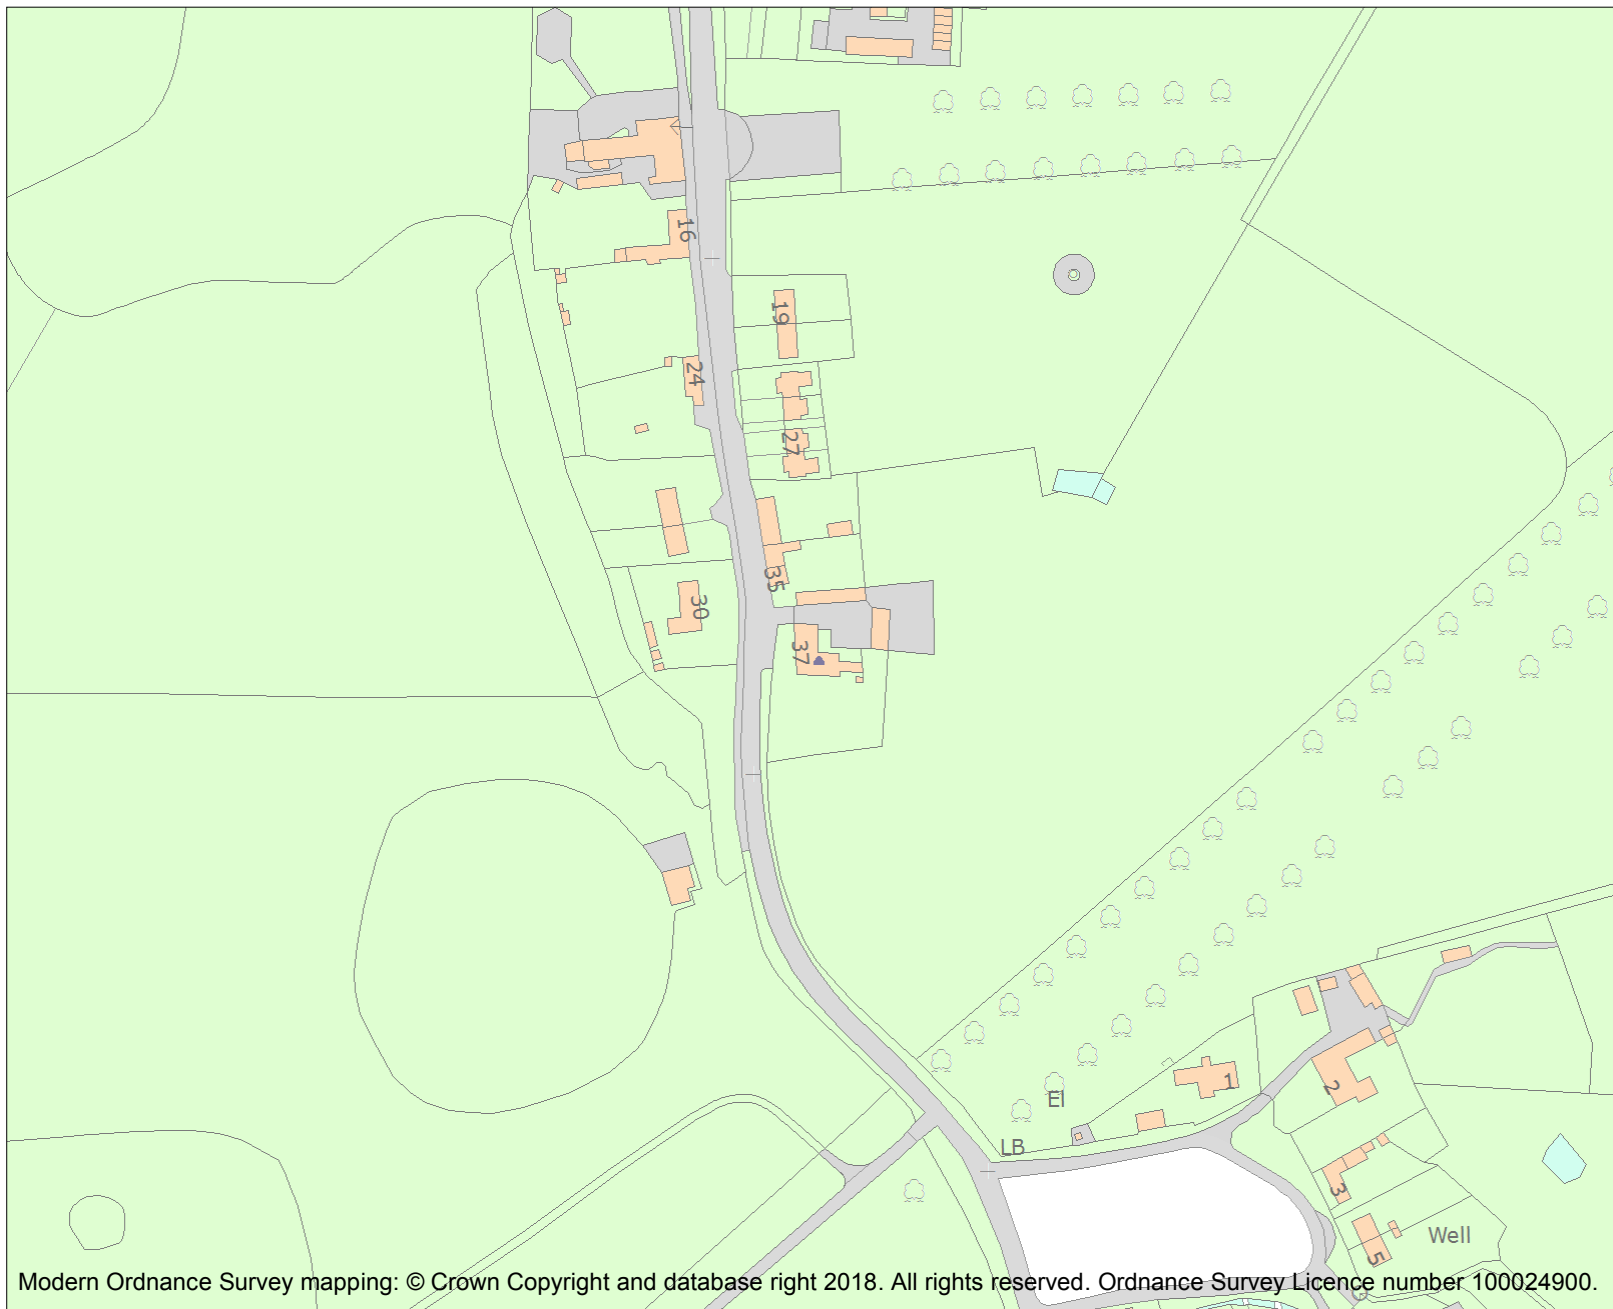 16
19
24
27
35
30
37
1
El
2
LB
3
Well
5
Modern Ordnance Survey mapping: © Crown Copyright and database right 2018. All rights reserved. Ordnance Survey Licence number 100024900.